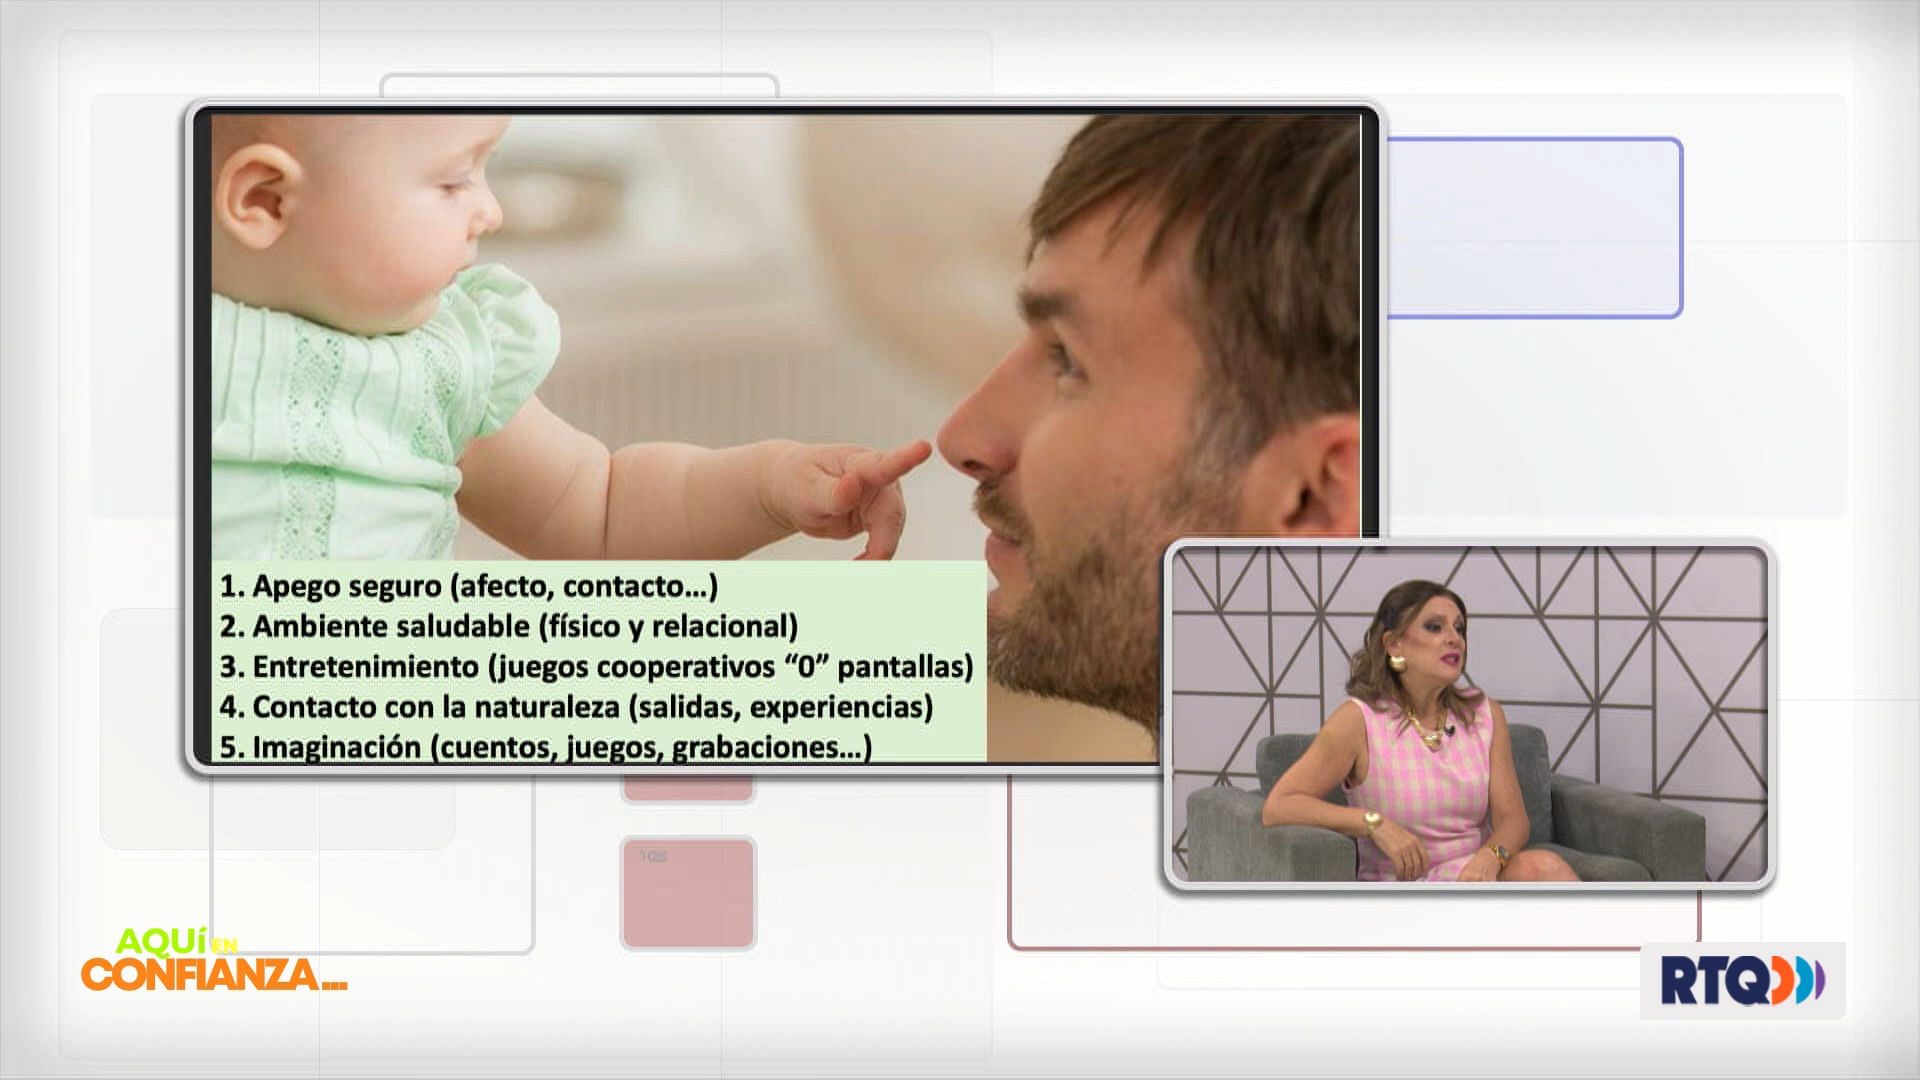 1. Apego seguro (afecto, contacto...)
2. Ambiente saludable (físico y relacional)
3. Entretenimiento (juegos cooperativos “0” pantallas)
4. Contacto con la naturaleza (salidas, experiencias)
5. Imaginación (cuentos, juegos, grabaciones...)
AQUÍ EN
CONFIANZA...
RTQ